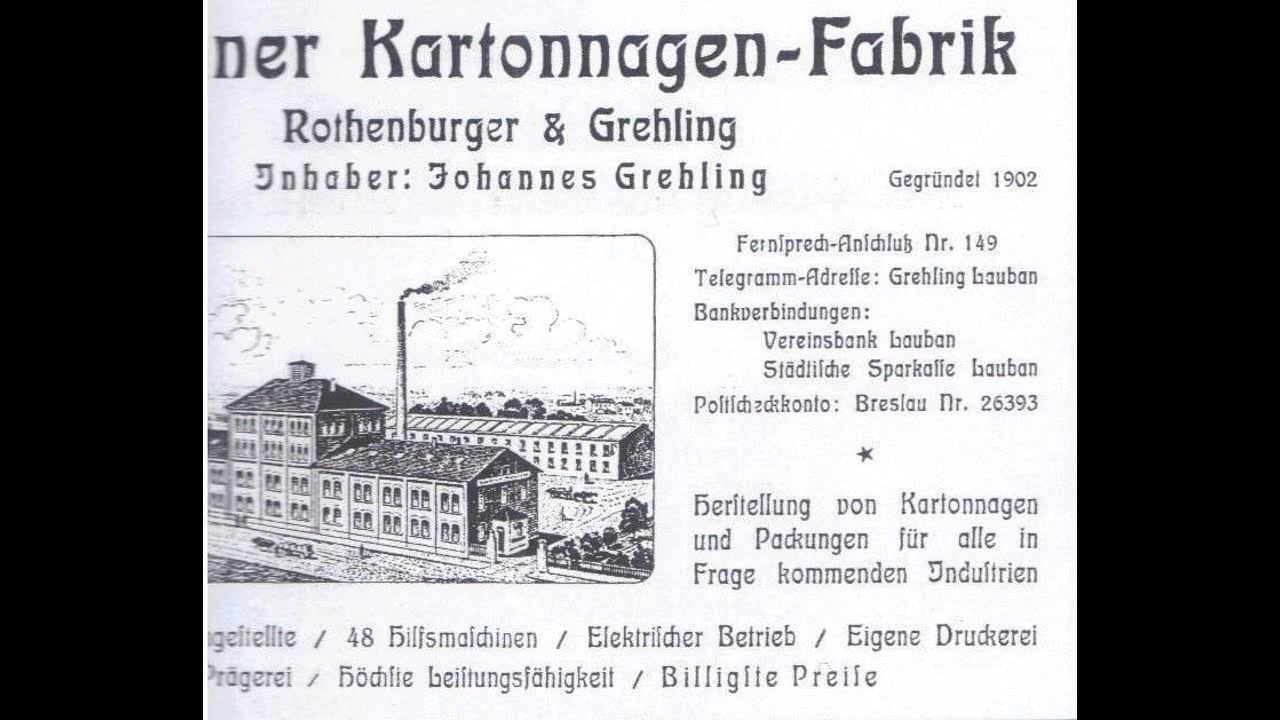 ner Kartonnagen-Fabrik
Rothenburger & Grehling
Inhaber: Johannes Grehling
Gegründet 1902
Fernſprech-Anſchluß Nr. 149
Telegramm-Adreſſe: Grehling Lauban
Bankverbindungen:
Vereinsbank Lauban
Städtiſche Sparkaſſe Lauban
Poſtſcheckkonto: Breslau Nr. 26393
Herſtellung von Kartonnagen
und Packungen für alle in
Frage kommenden Induſtrien
geſtellte / 48 Hilfsmaſchinen / Elektriſcher Betrieb / Eigene Druckerei
Prägerei / Höchſte Leiſtungsfähigkeit / Billigſte Preiſe